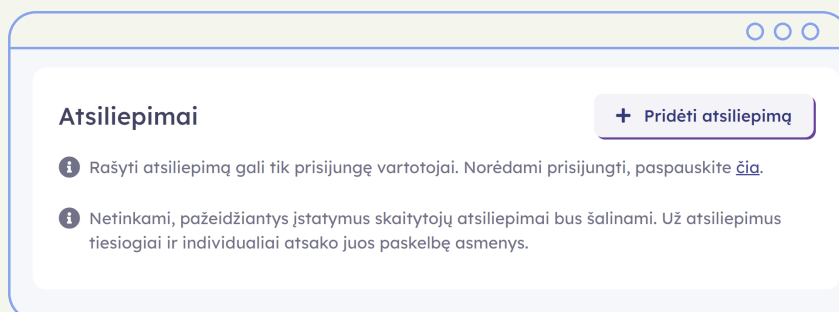 Atsiliepimai
Pridėti atsiliepimą
Rašyti atsiliepimą gali tik prisijungę vartotojai. Norėdami prisijungti, paspauskite čia.
Netinkami, pažeidžiantys įstatymus skaitytojų atsiliepimai bus šalinami. Už atsiliepimus
tiesiogiai ir individualiai atsako juos paskelbę asmenys.